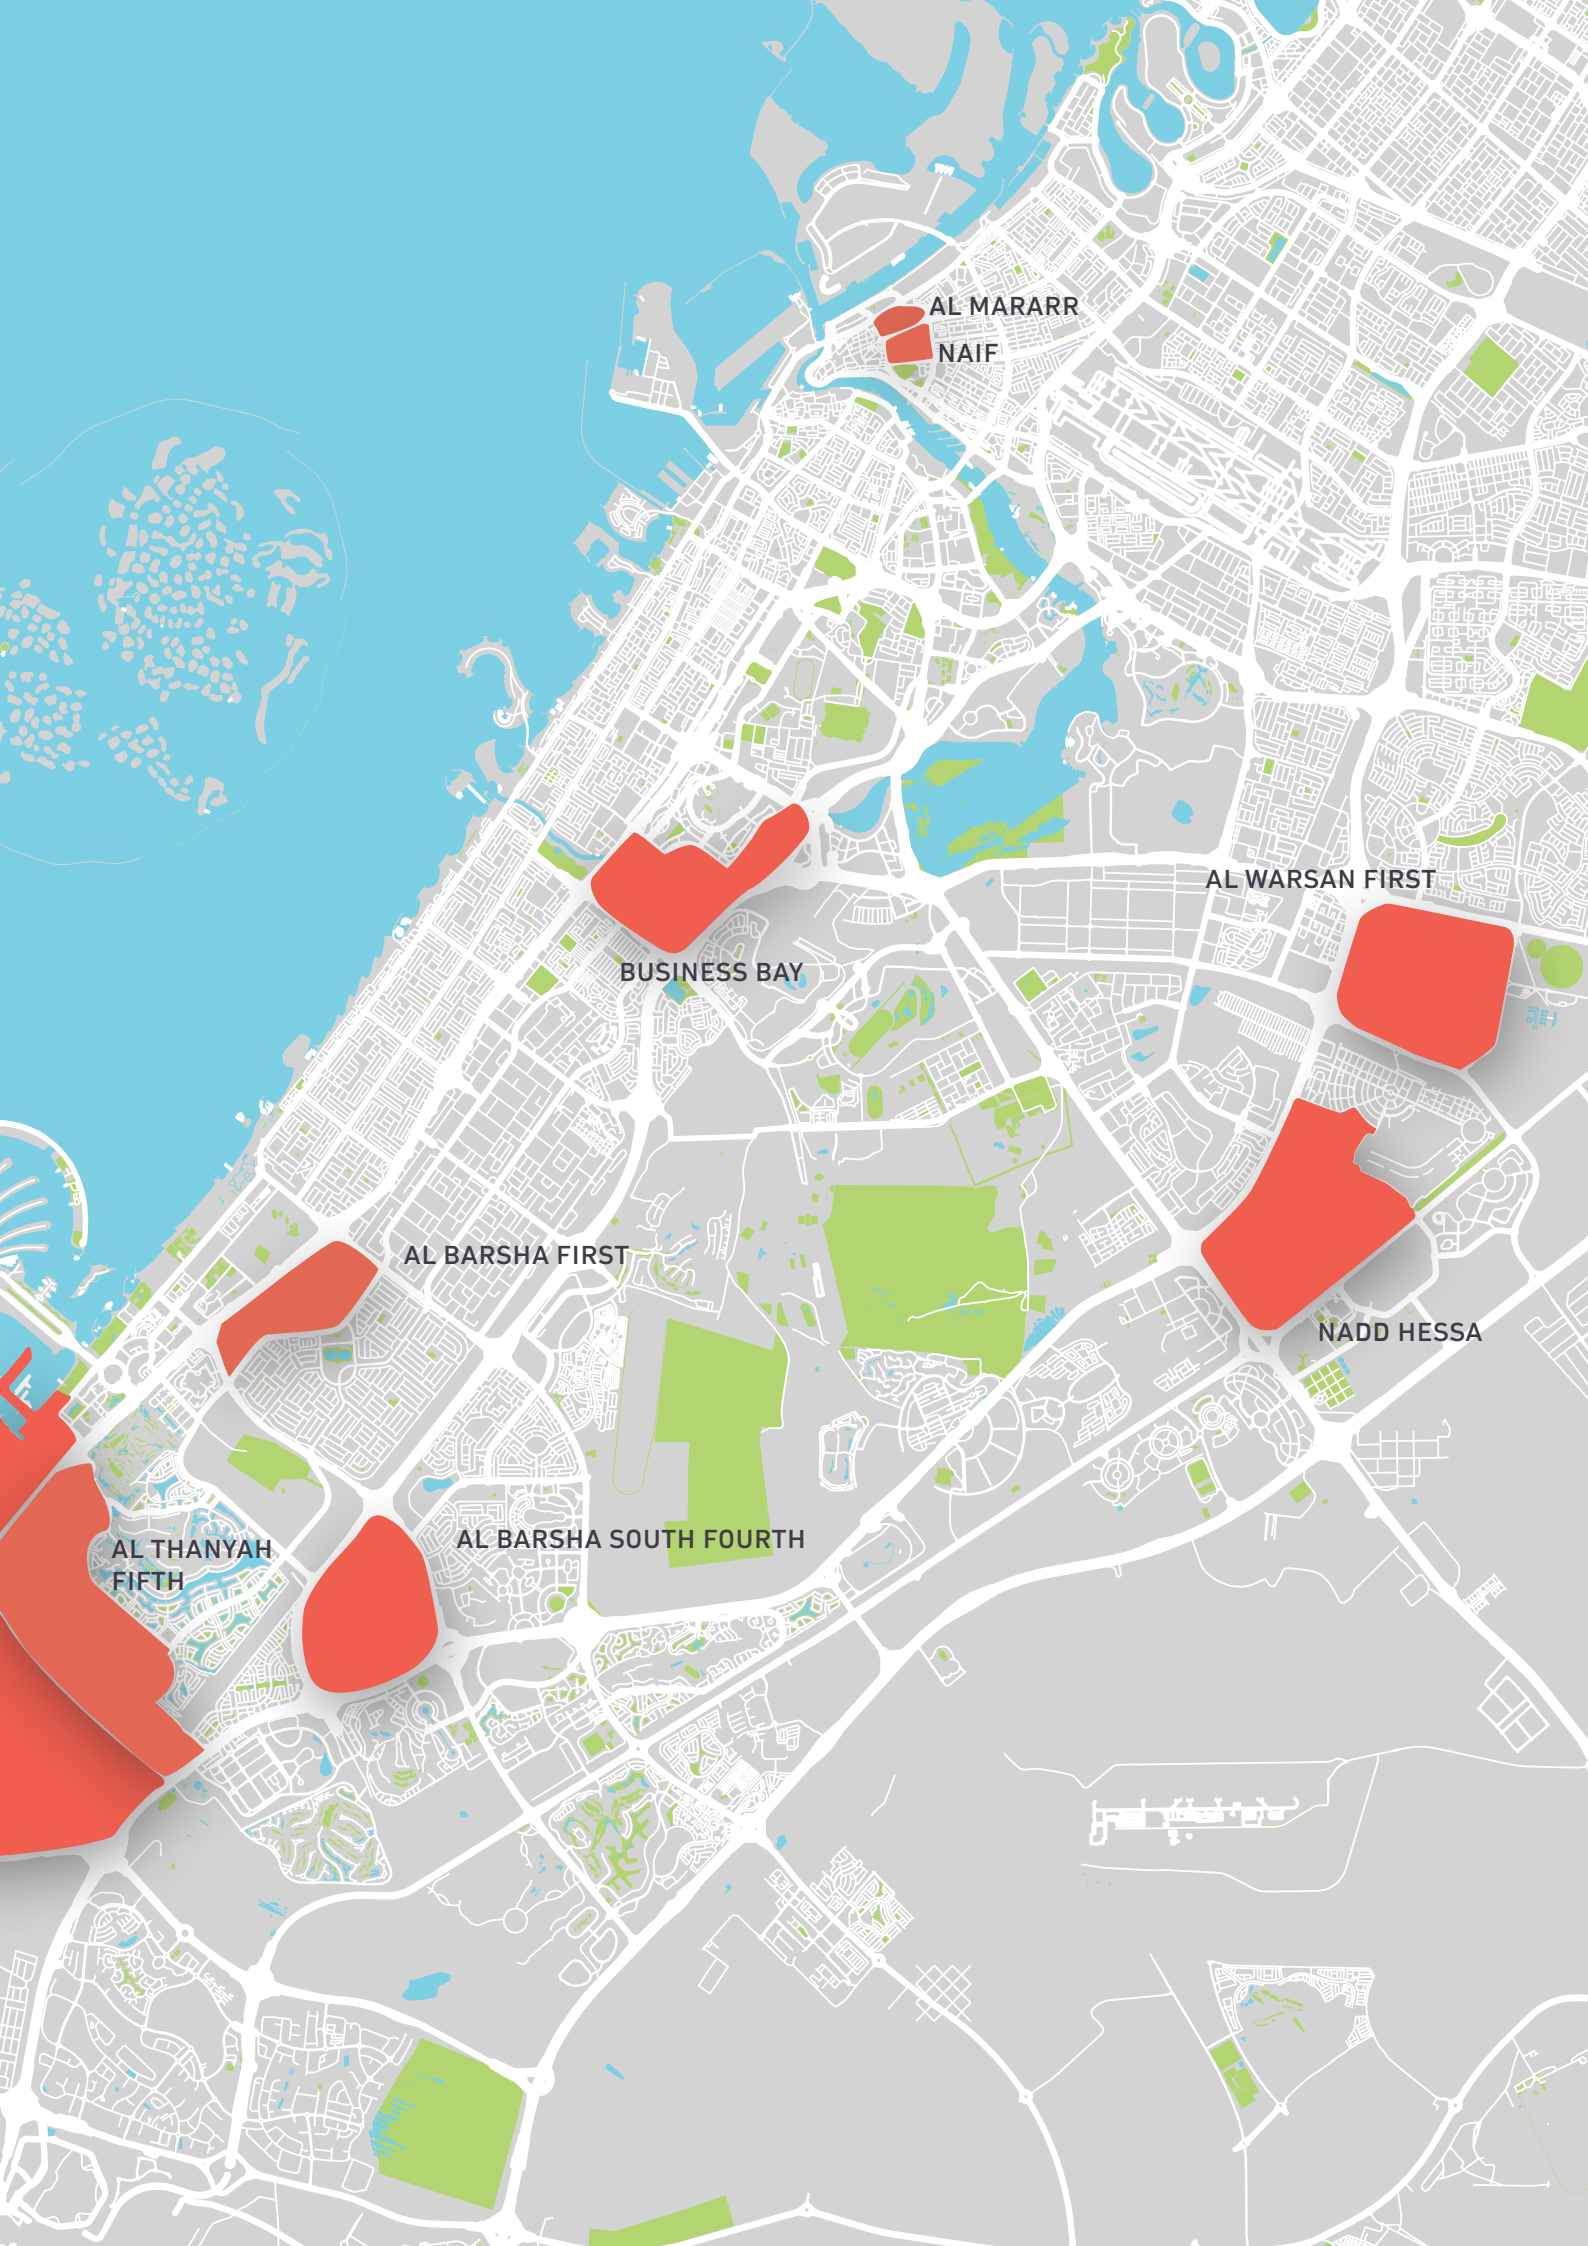 AL MARARR
NAIF
AL WARSAN FIRST
BUSINESS BAY
AL BARSHA FIRST
NADD HESSA
AL BARSHA SOUTH FOURTH
AL THANYAH
FIFTH